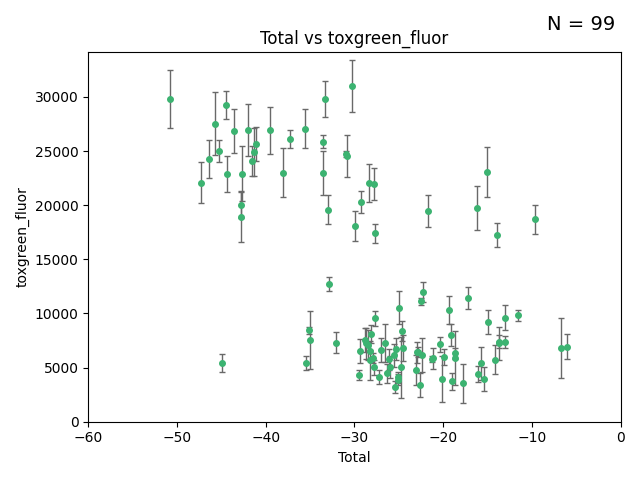 N = 99
Total vs toxgreen_fluor
toxgreen_fluor
30000
25000
20000
15000
10000
5000
0
−60 −50 −40 −30 −20 −10 0
Total